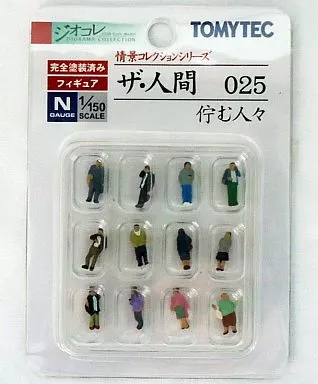 ジオコレ
DIORAMA COLLECTION
TOMYTEC
情景コレクションシリーズ
完全塗装済み
フィギュア
ザ・人間 025
N 1/150
GAUGE SCALE
佇む人々